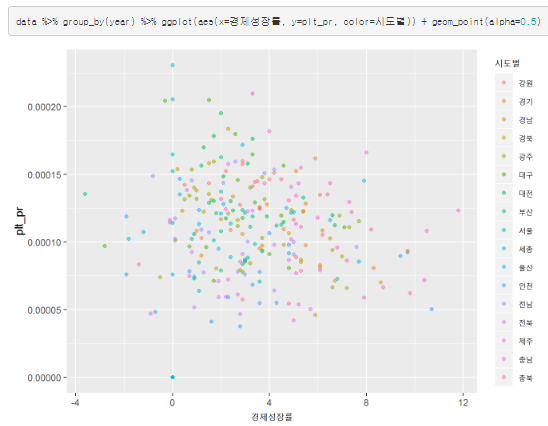 data %>% group_by(year) %>% ggplot(aes(x=경제성장률, y=plt_pr, color=시도별)) + geom_point(alpha=0.5)
시도별
강원
경기
경남
경북
광주
대구
대전
부산
서울
세종
울산
인천
전남
전북
제주
충남
충북
plt_pr
0.00020
0.00015
0.00010
0.00005
0.00000
-4 0 4 8 12
경제성장률